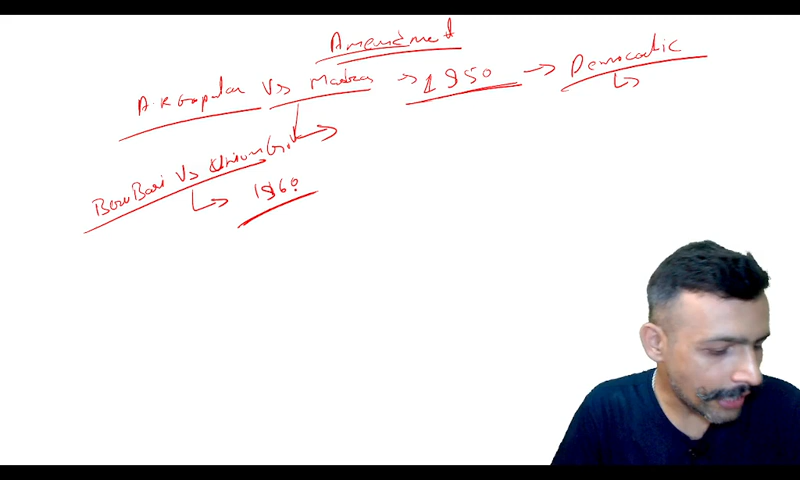 Amendment
A.K Gopalan Vs Madras → 1950 → Democratic
BeruBari Vs Union G.
1960